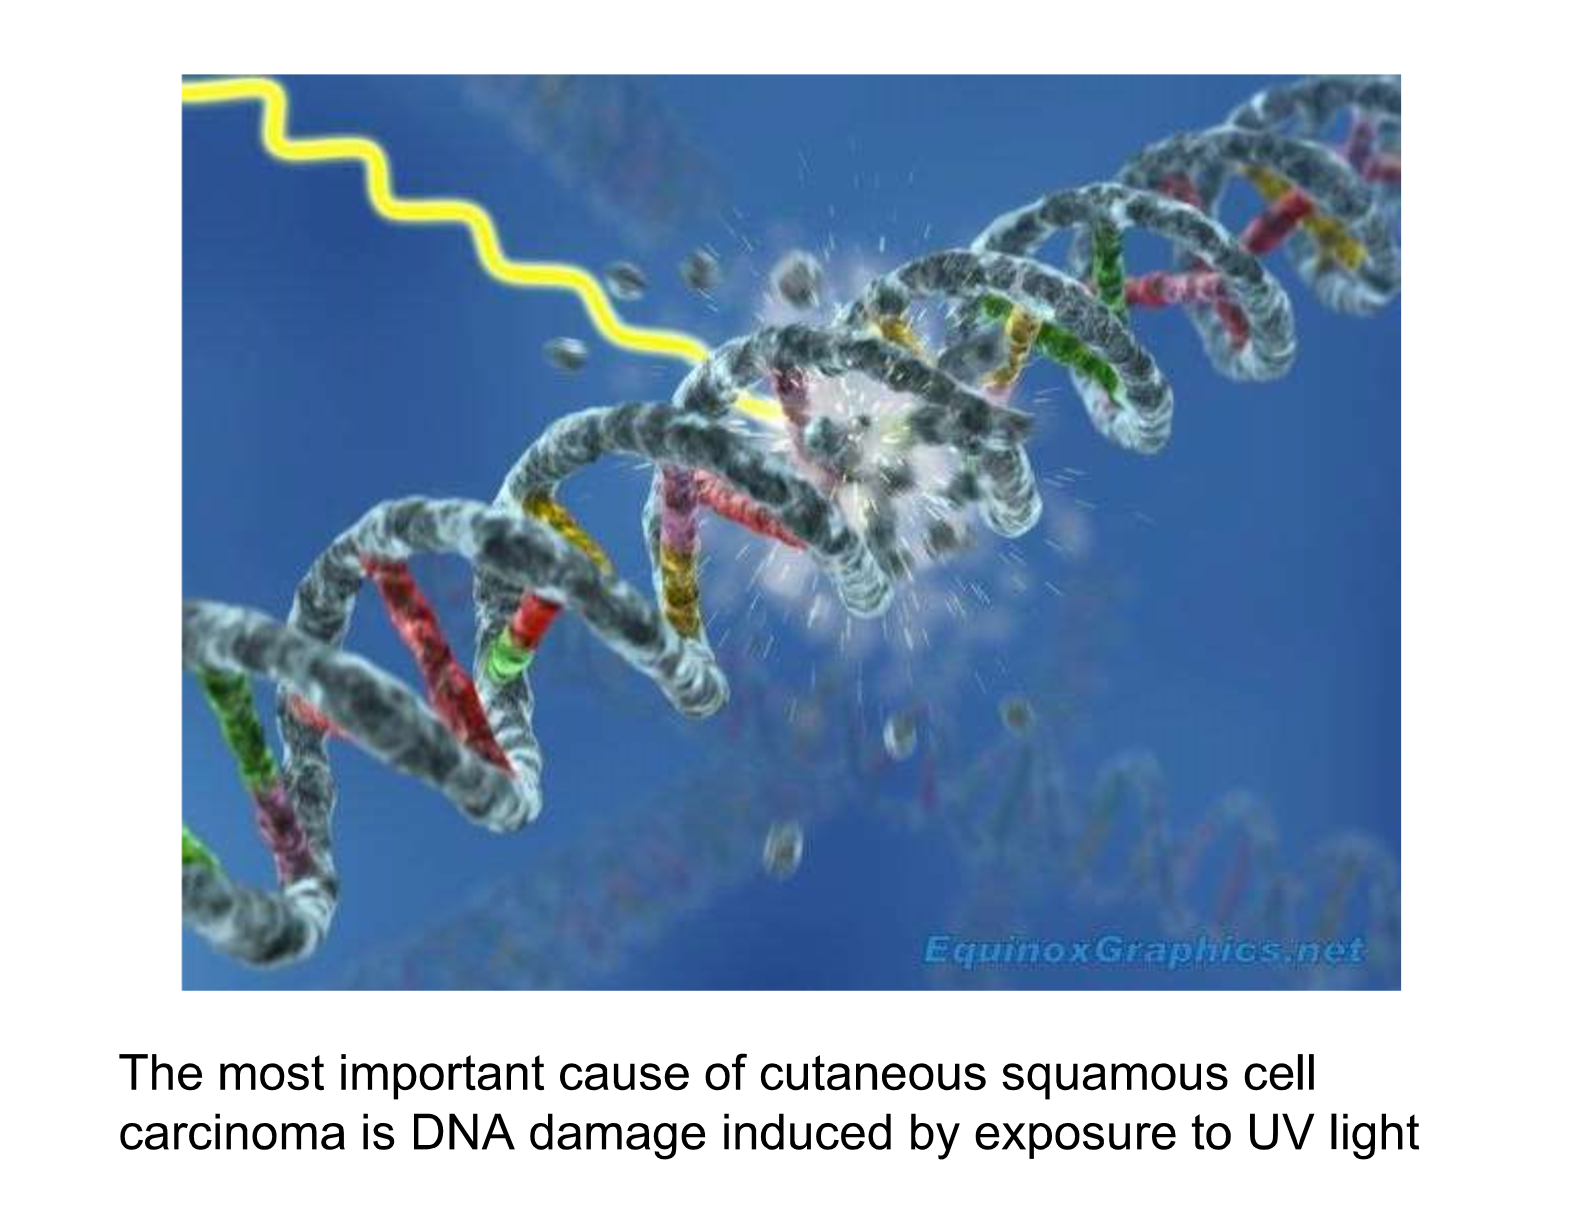 EquinoxGraphics.net
The most important cause of cutaneous squamous cell
carcinoma is DNA damage induced by exposure to UV light